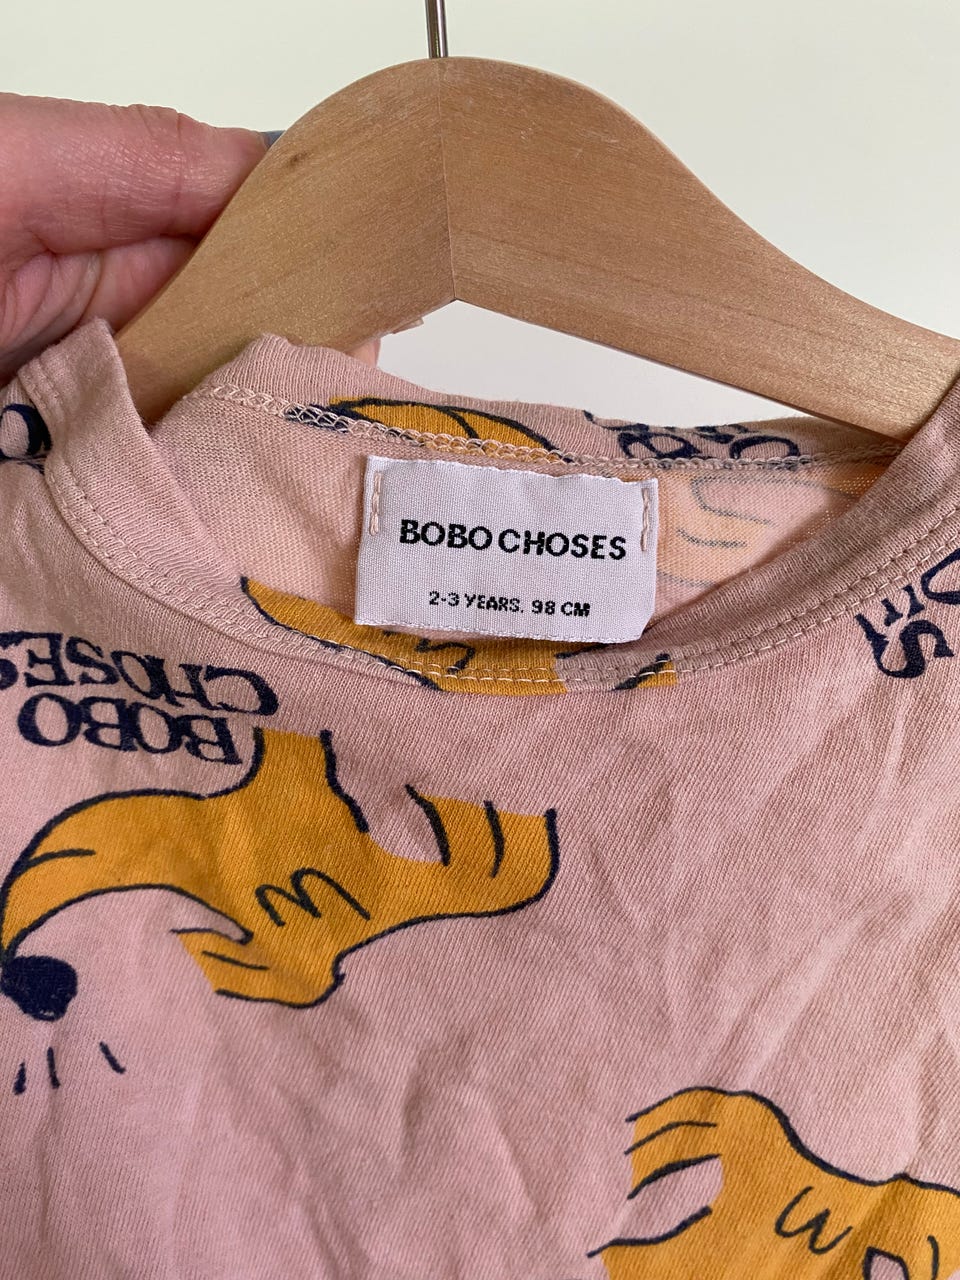 BOBO CHOSES
2-3 YEARS. 98 CM
BOBO
CHOSES